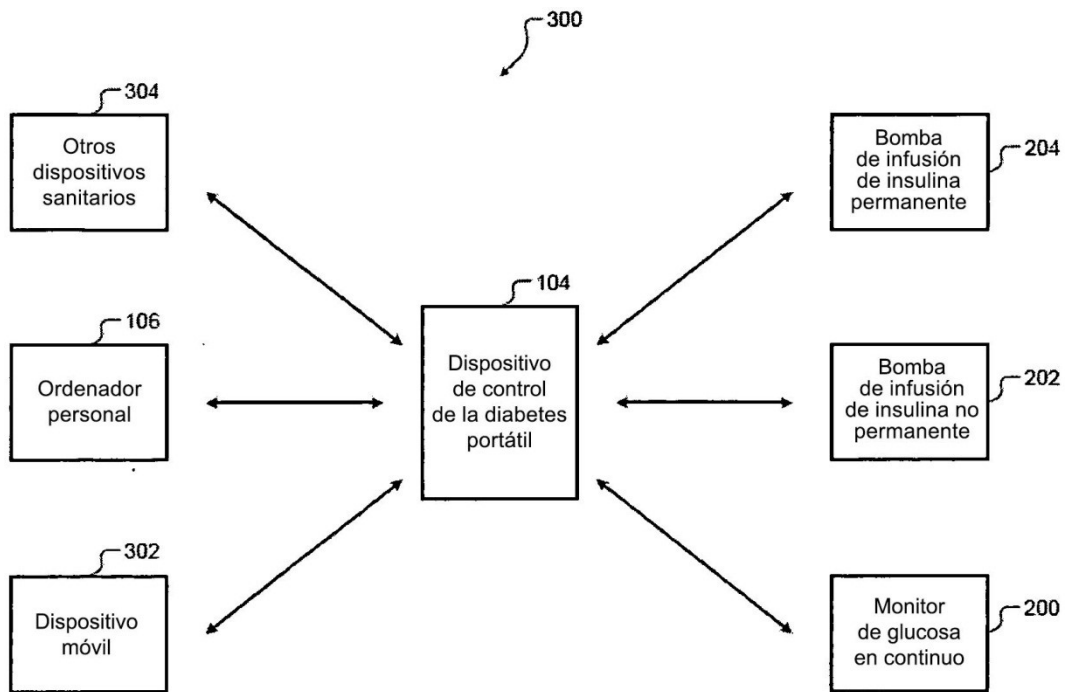 300
304
Otros
dispositivos
sanitarios
Bomba
de infusión
de insulina
permanente
204
104
106
Ordenador
personal
Dispositivo
de control
de la diabetes
portátil
Bomba
de infusión
de insulina no
permanente
202
302
Dispositivo
móvil
Monitor
de glucosa
en continuo
200